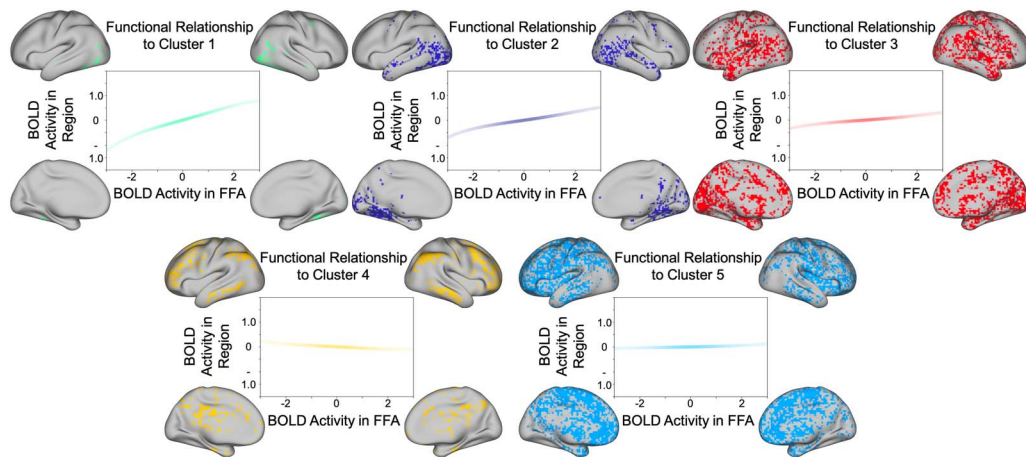 Functional Relationship
to Cluster 1
BOLD
Activity in
Region
1.0
0
-
1.0
-2
0
2
BOLD Activity in FFA
Functional Relationship
to Cluster 2
BOLD
Activity in
Region
1.0
0
-
1.0
-2
0
2
BOLD Activity in FFA
Functional Relationship
to Cluster 3
BOLD
Activity in
Region
1.0
0
-
1.0
-2
0
2
BOLD Activity in FFA
Functional Relationship
to Cluster 4
BOLD
Activity in
Region
1.0
0
-
1.0
-2
0
2
BOLD Activity in FFA
Functional Relationship
to Cluster 5
BOLD
Activity in
Region
1.0
0
-
1.0
-2
0
2
BOLD Activity in FFA